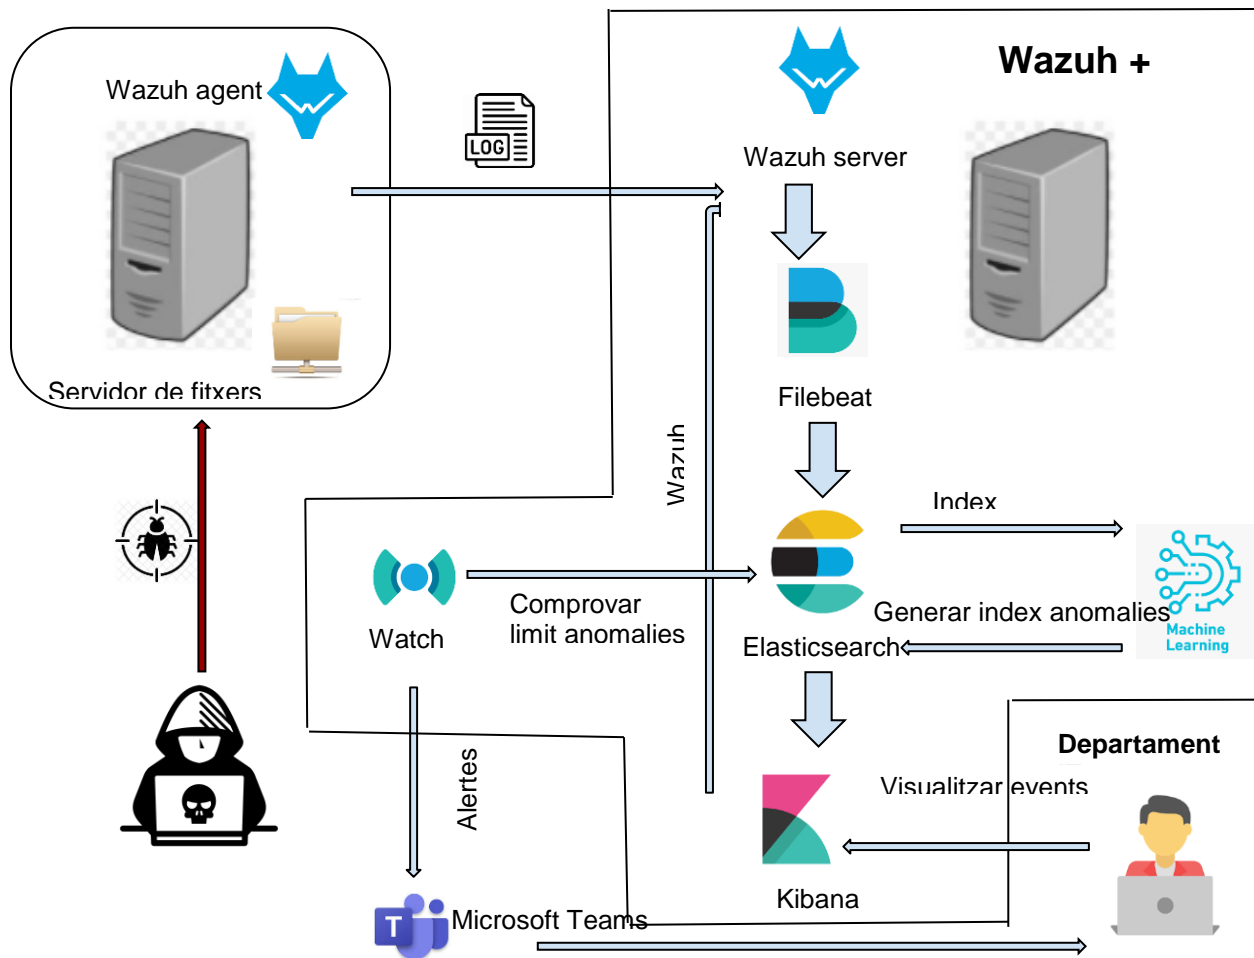 Wazuh +
Wazuh agent
LOG
Wazuh server
Servidor de fitxers
Filebeat
Wazuh
Index
Comprovar
limit anomalies
Generar index anomalies
Watch
Elasticsearch
Machine
Learning
Departament
Alertes
Visualitzar events
Kibana
T
Microsoft Teams